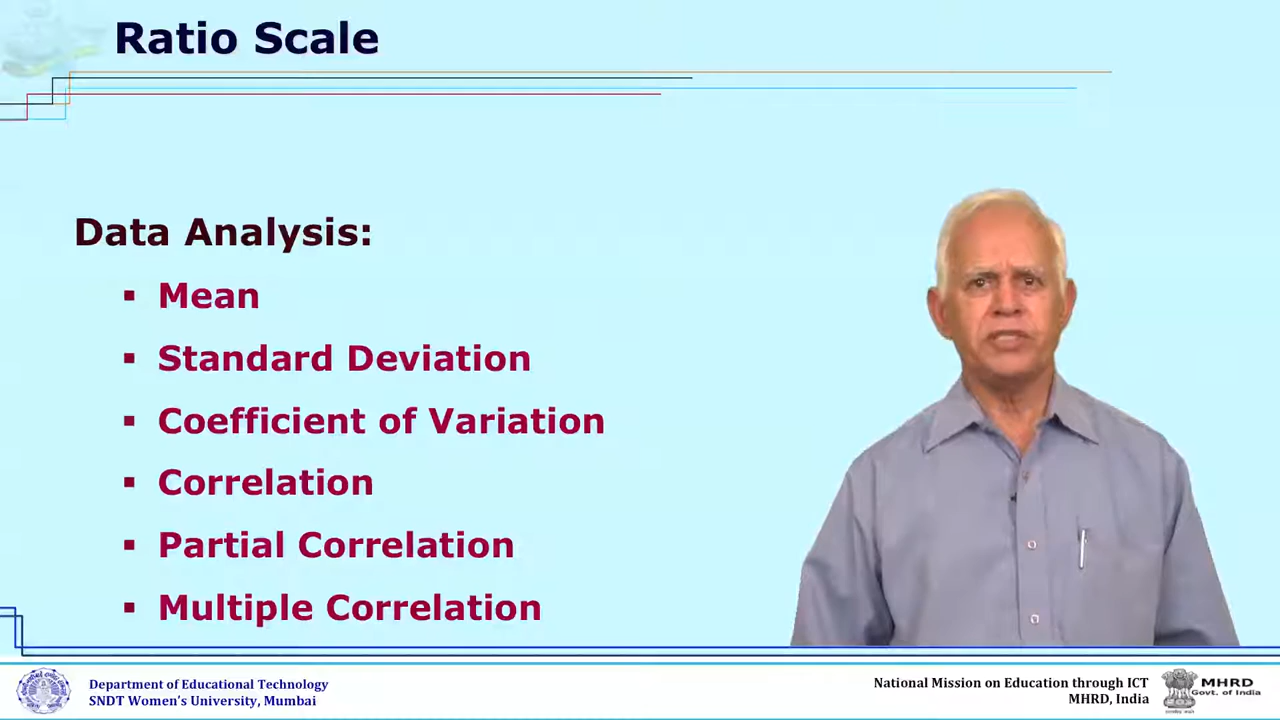 Ratio Scale
Data Analysis:
▪ Mean
▪ Standard Deviation
▪ Coefficient of Variation
▪ Correlation
▪ Partial Correlation
▪ Multiple Correlation
Department of Educational Technology
SNDT Women's University, Mumbai
National Mission on Education through ICT
MHRD, India
MHRD
Govt. of India